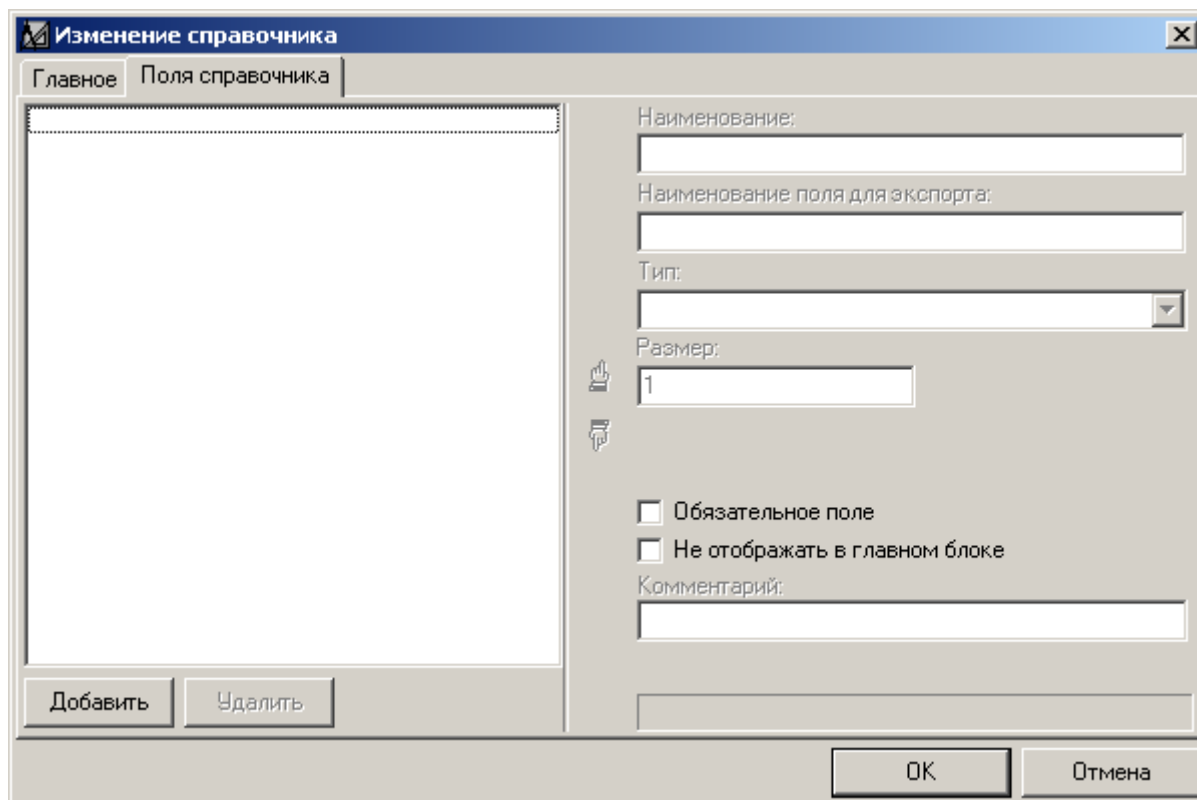 Изменение справочника
Главное
Поля справочника
Наименование:
Наименование поля для экспорта:
Тип:
Размер:
1
Обязательное поле
Не отображать в главном блоке
Комментарий:
Добавить
Удалить
OK
Отмена